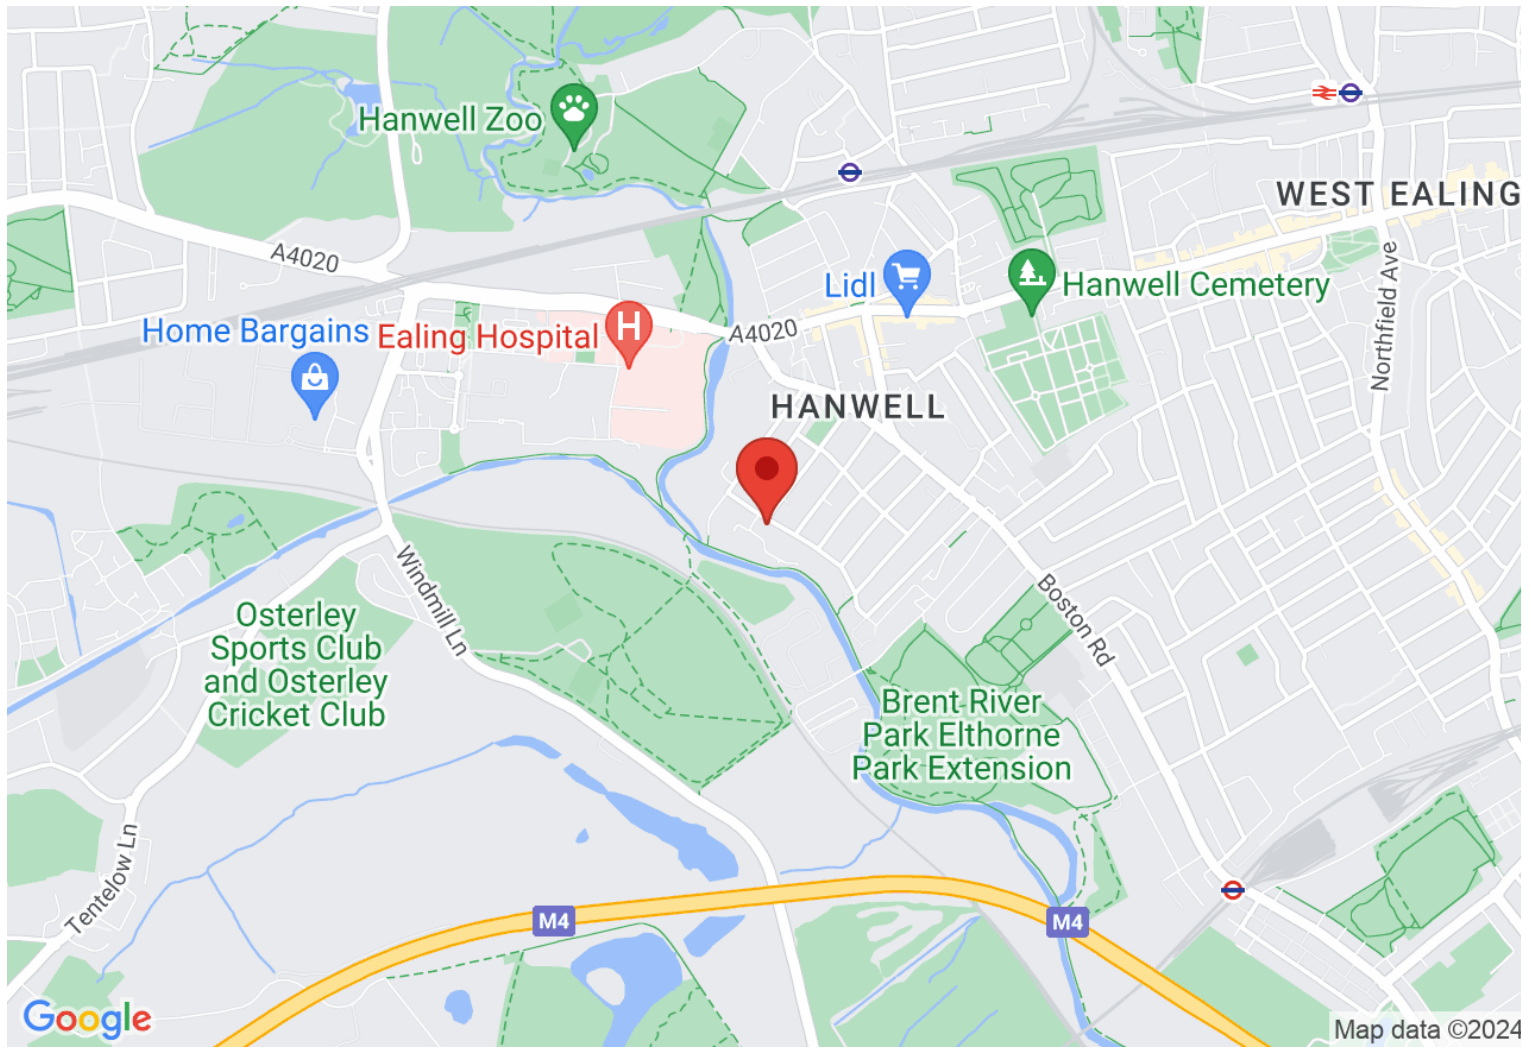 Hanwell Zoo
WEST EALING
A4020
Lidl
Hanwell Cemetery
Northfield Ave
Home Bargains
Ealing Hospital
H
A4020
HANWELL
Windmill Ln
Osterley
Sports Club
and Osterley
Cricket Club
Boston Rd
Brent River
Park Elthorne
Park Extension
Tentelow Ln
M4
M4
Google
Map data ©2024